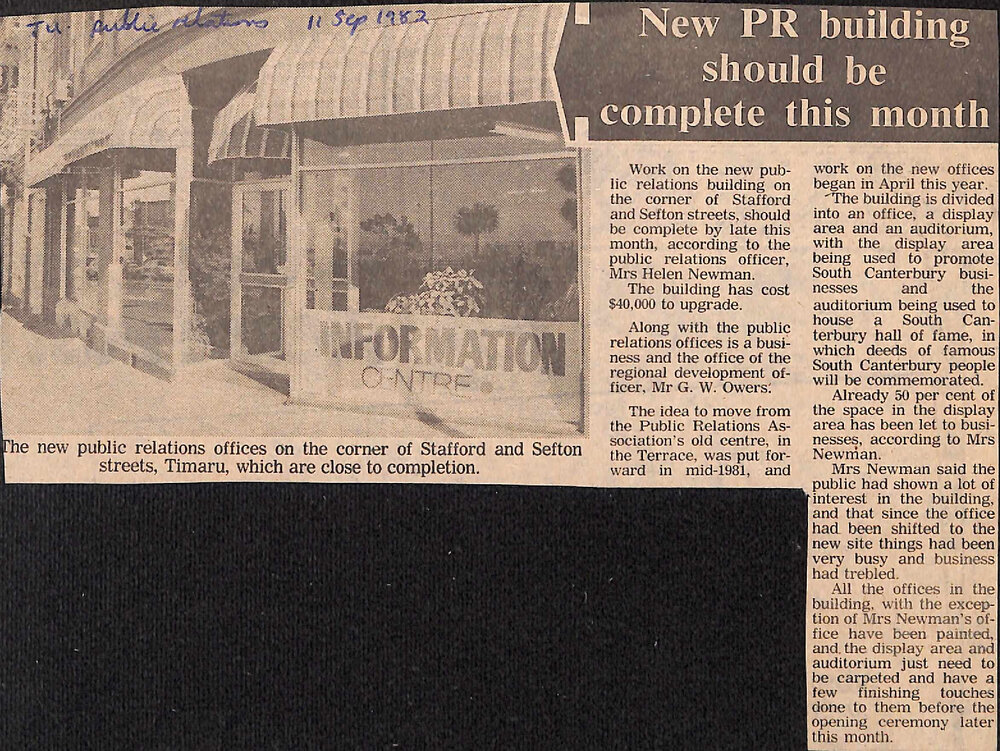 TH. Public Relations 11 Sep 1982
New PR building
should be
complete this month
INFORMATION
CENTRE
The new public relations offices on the corner of Stafford and Sefton
streets, Timaru, which are close to completion.
Work on the new pub-
lic relations building on
the corner of Stafford
and Sefton streets, should
be complete by late this
month, according to the
public relations officer,
Mrs Helen Newman.
The building has cost
$40,000 to upgrade.
Along with the public
relations offices is a busi-
ness and the office of the
regional development of-
ficer, Mr G. W. Owers.
The idea to move from
the Public Relations As-
sociation's old centre, in
the Terrace, was put for-
ward in mid-1981, and
work on the new offices
began in April this year.
The building is divided
into an office, a display
area and an auditorium,
with the display area
being used to promote
South Canterbury busi-
nesses and the
auditorium being used to
house a South Can-
terbury hall of fame, in
which deeds of famous
South Canterbury people
will be commemorated.
Already 50 per cent of
the space in the display
area has been let to busi-
nesses, according to Mrs
Newman.
Mrs Newman said the
public had shown a lot of
interest in the building,
and that since the office
had been shifted to the
new site things had been
very busy and business
had trebled.
All the offices in the
building, with the excep-
tion of Mrs Newman's of-
fice have been painted,
and the display area and
auditorium just need to
be carpeted and have a
few finishing touches
done to them before the
opening ceremony later
this month.